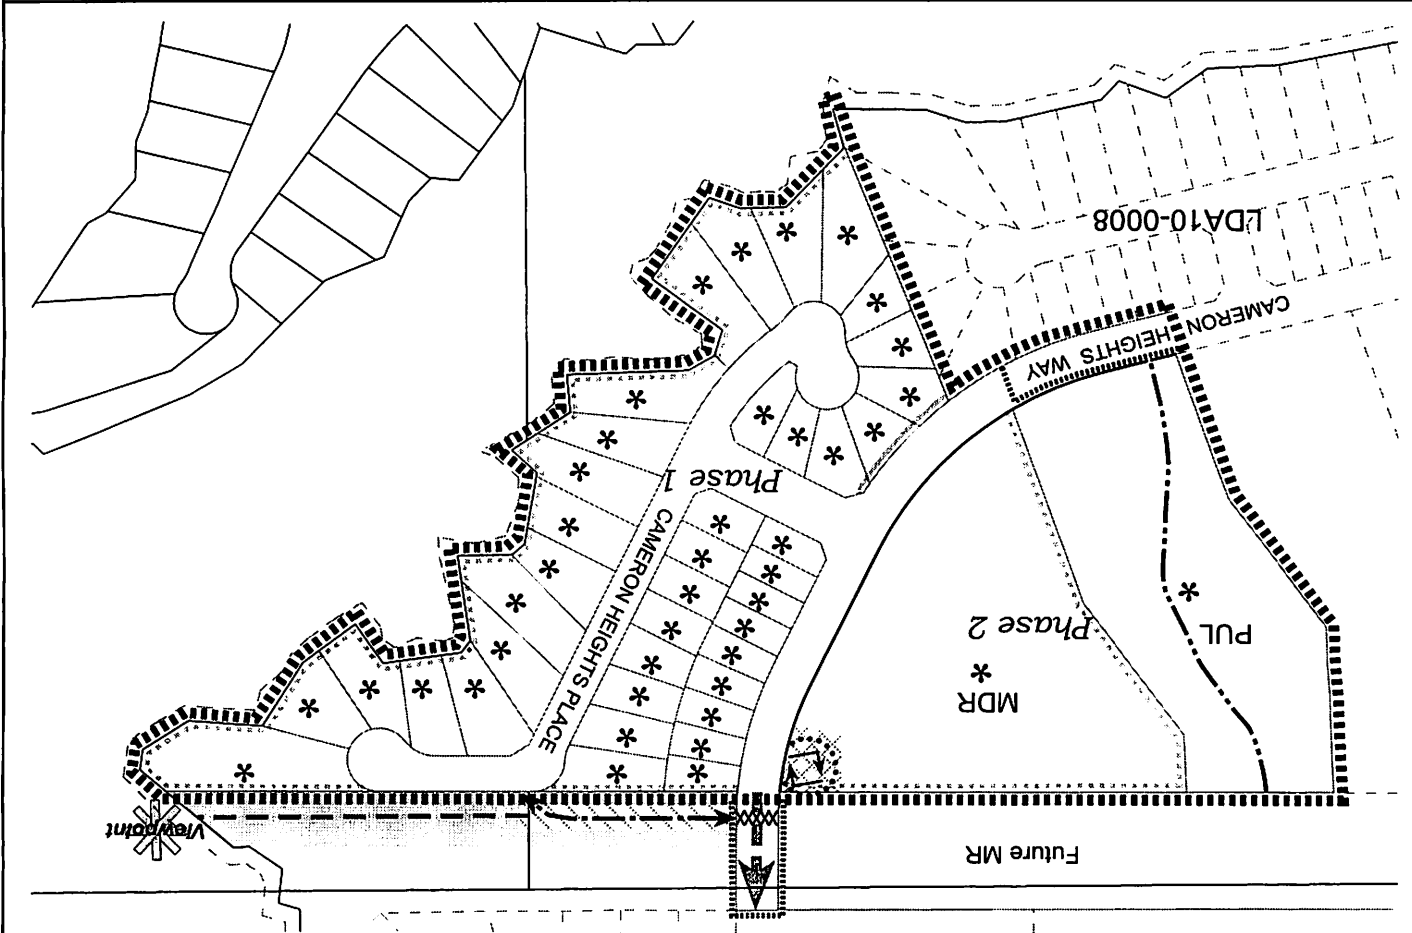 Future MR
Viewpoint
MDR
PUL
Phase 2
CAMERON HEIGHTS PLACE
Phase 1
HEIGHTS WAY
CAMERON
LDA10-0008